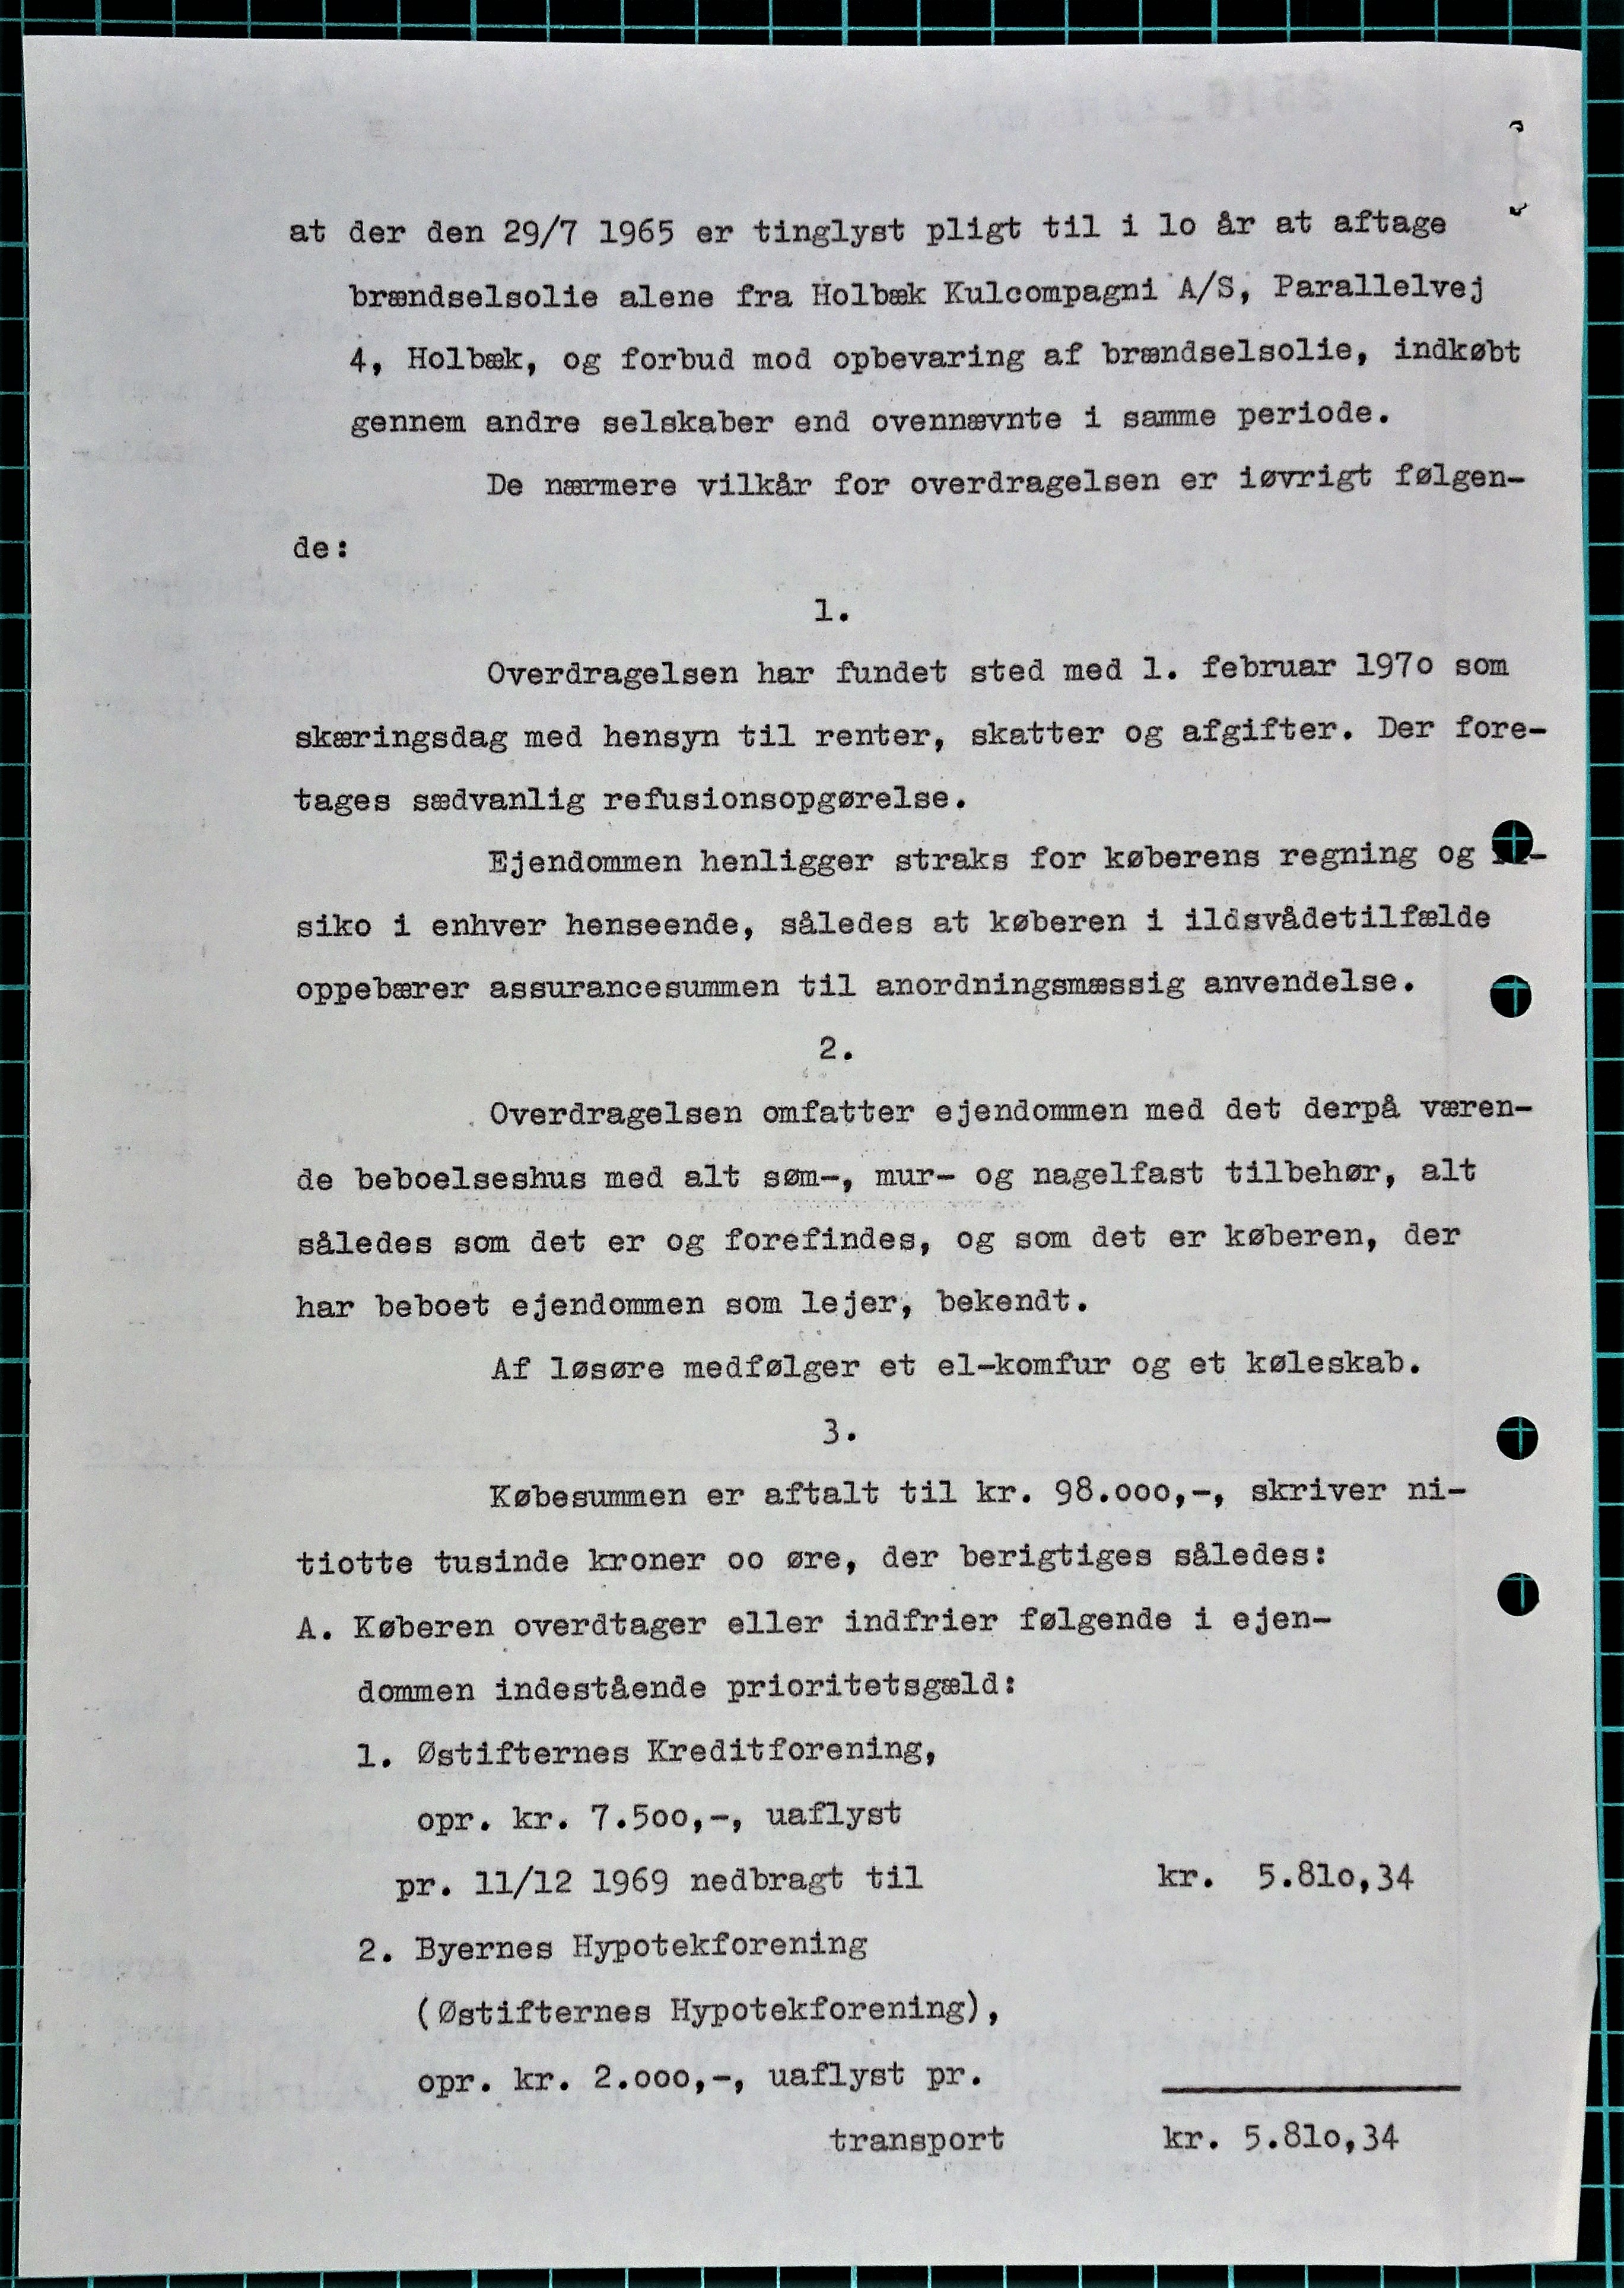 at der den 29/7 1965 er tinglyst pligt til i lo år at aftage
brændselsolie alene fra Holbæk Kulcompagni A/S, Parallelvej
4, Holbæk, og forbud mod opbevaring af brændselsolie, indkøbt
gennem andre selskaber end ovennævnte i samme periode.
De nærmere vilkår for overdragelsen er iøvrigt følgen-
de:
1.
Overdragelsen har fundet sted med 1. februar 197o som
skæringsdag med hensyn til renter, skatter og afgifter. Der fore-
tages sædvanlig refusionsopgørelse.
Ejendommen henligger straks for køberens regning og
siko i enhver henseende, således at køberen i ildsvådetilfælde
oppebærer assurancesummen til anordningsmæssig anvendelse.
2.
Overdragelsen omfatter ejendommen med det derpå væren-
de beboelseshus med alt søm-, mur- og nagelfast tilbehør, alt
således som det er og forefindes, og som det er køberen, der
har beboet ejendommen som lejer, bekendt.
Af løsøre medfølger et el-komfur og et køleskab.
3.
Købesummen er aftalt til kr. 98.ooo,-, skriver ni-
tiotte tusinde kroner oo øre, der berigtiges således:
A. Køberen overdtager eller indfrier følgende i ejen-
dommen indestående prioritetsgæld:
1. Østifternes Kreditforening,
opr. kr. 7.5oo,-, uaflyst
pr. 11/12 1969 nedbragt til kr. 5.81o,34
2. Byernes Hypotekforening
(Østifternes Hypotekforening),
opr. kr. 2.ooo,-, uaflyst pr.
transport kr. 5.81o,34